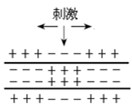 刺激
+ + + - - - + + +
- - - + + + - - -
- - - + + + - - -
+ + + - - - + + +